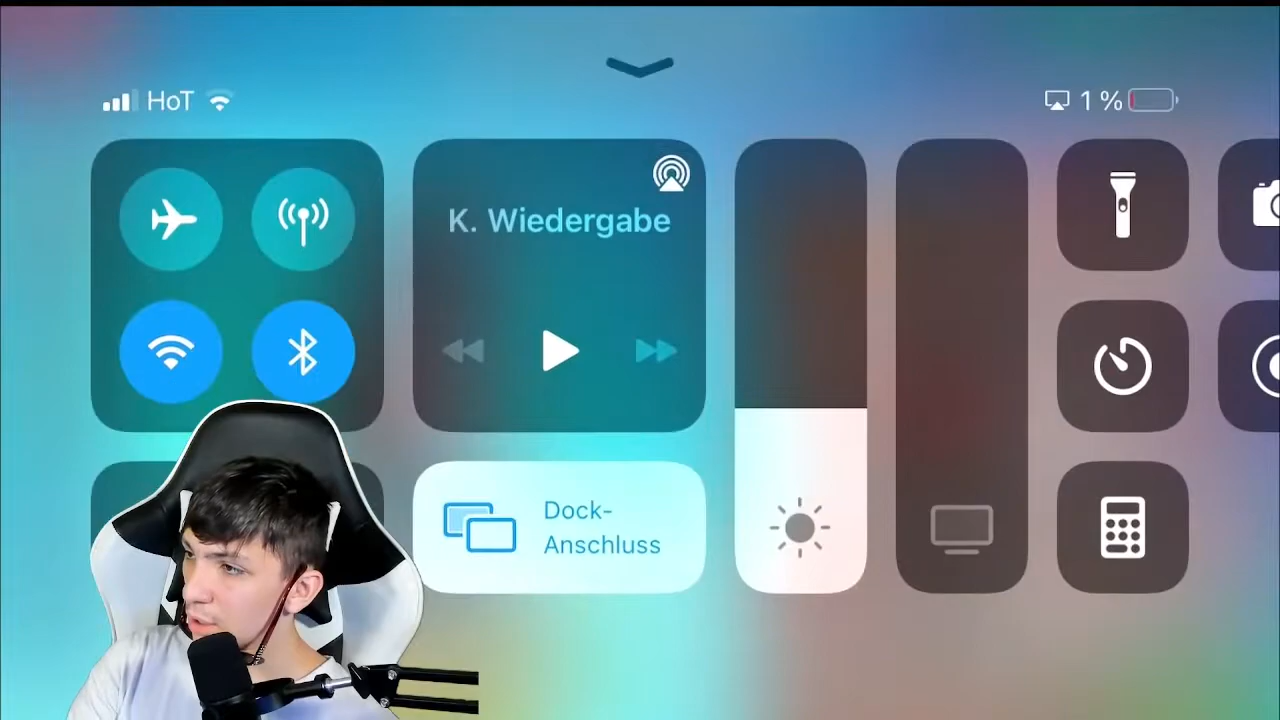 HoT
1 %
K. Wiedergabe
Dock-
Anschluss